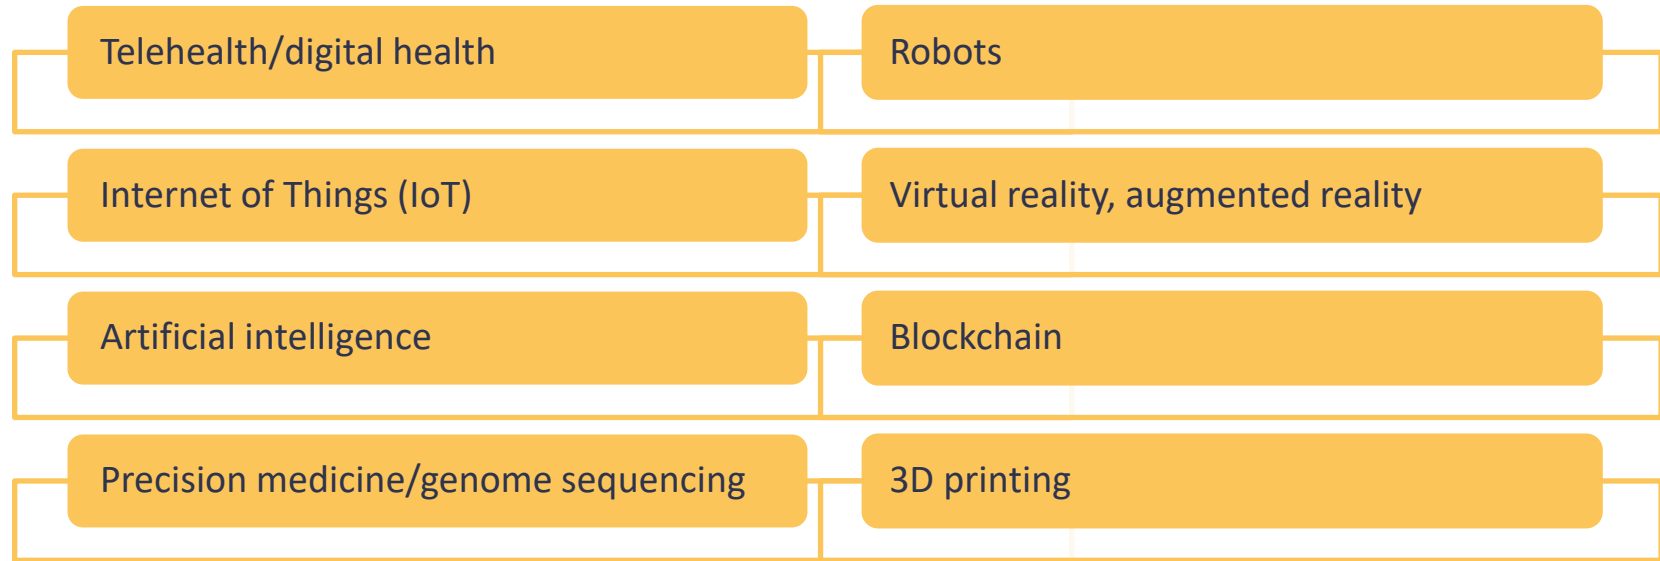 Telehealth/digital health
Robots
Internet of Things (IoT)
Virtual reality, augmented reality
Artificial intelligence
Blockchain
Precision medicine/genome sequencing
3D printing